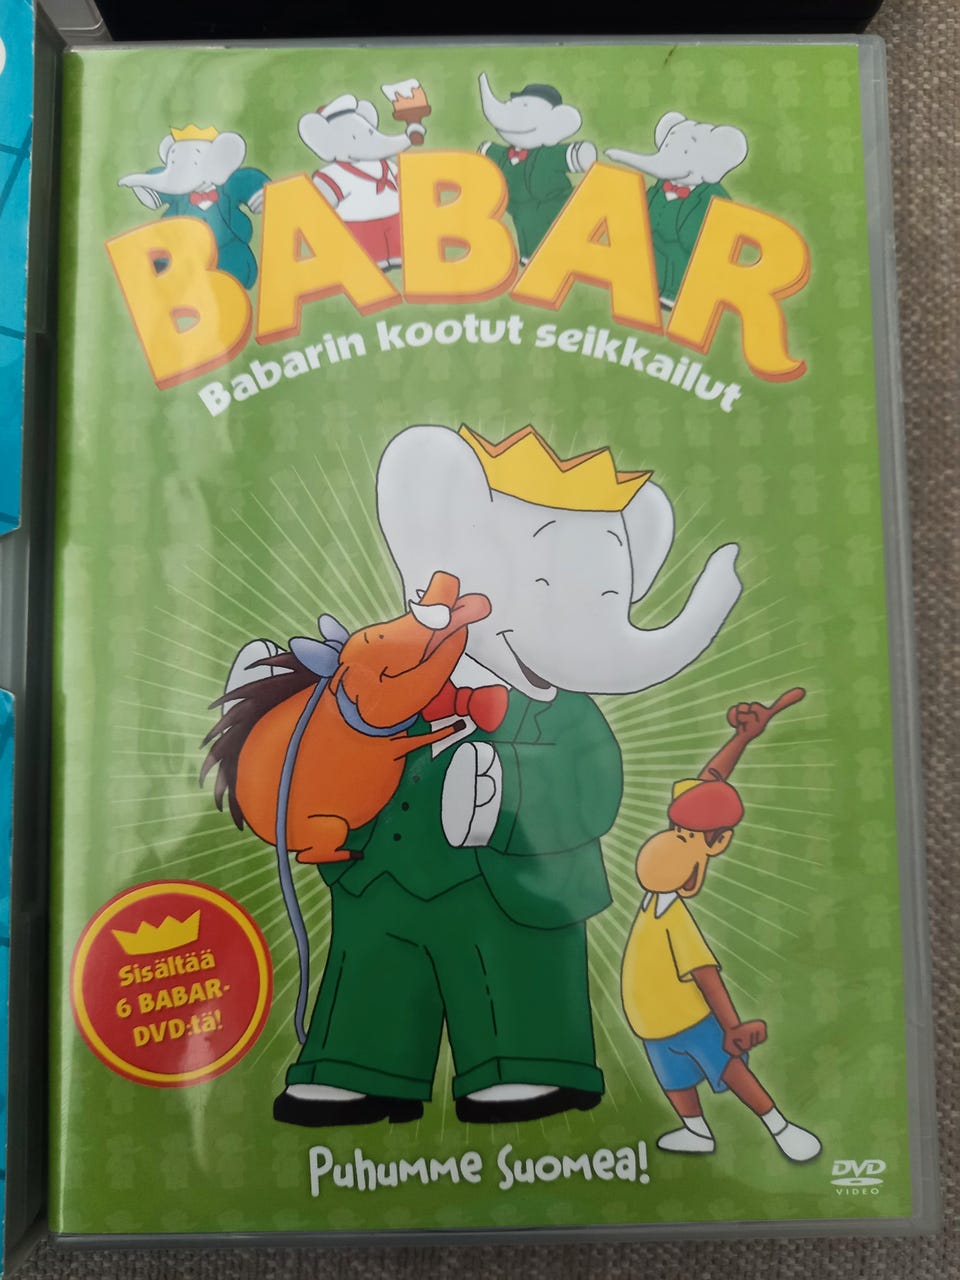 BABAR
Babarin kootut seikkailut
Sisältää
6 BABAR-
DVD:tä!
Puhumme Suomea!
DVD
VIDEO